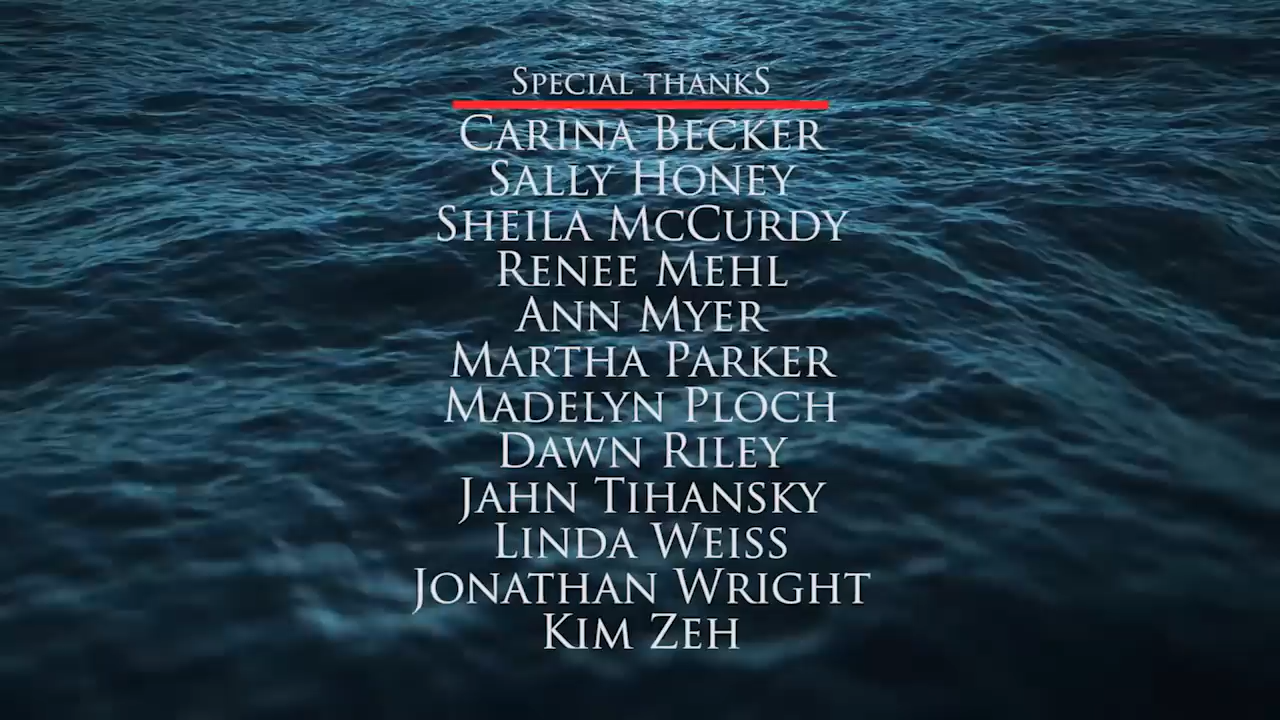 Special thankS
Carina Becker
Sally Honey
Sheila McCurdy
Renee Mehl
Ann Myer
Martha Parker
Madelyn Ploch
Dawn Riley
Jahn Tihansky
Linda Weiss
Jonathan Wright
Kim Zeh